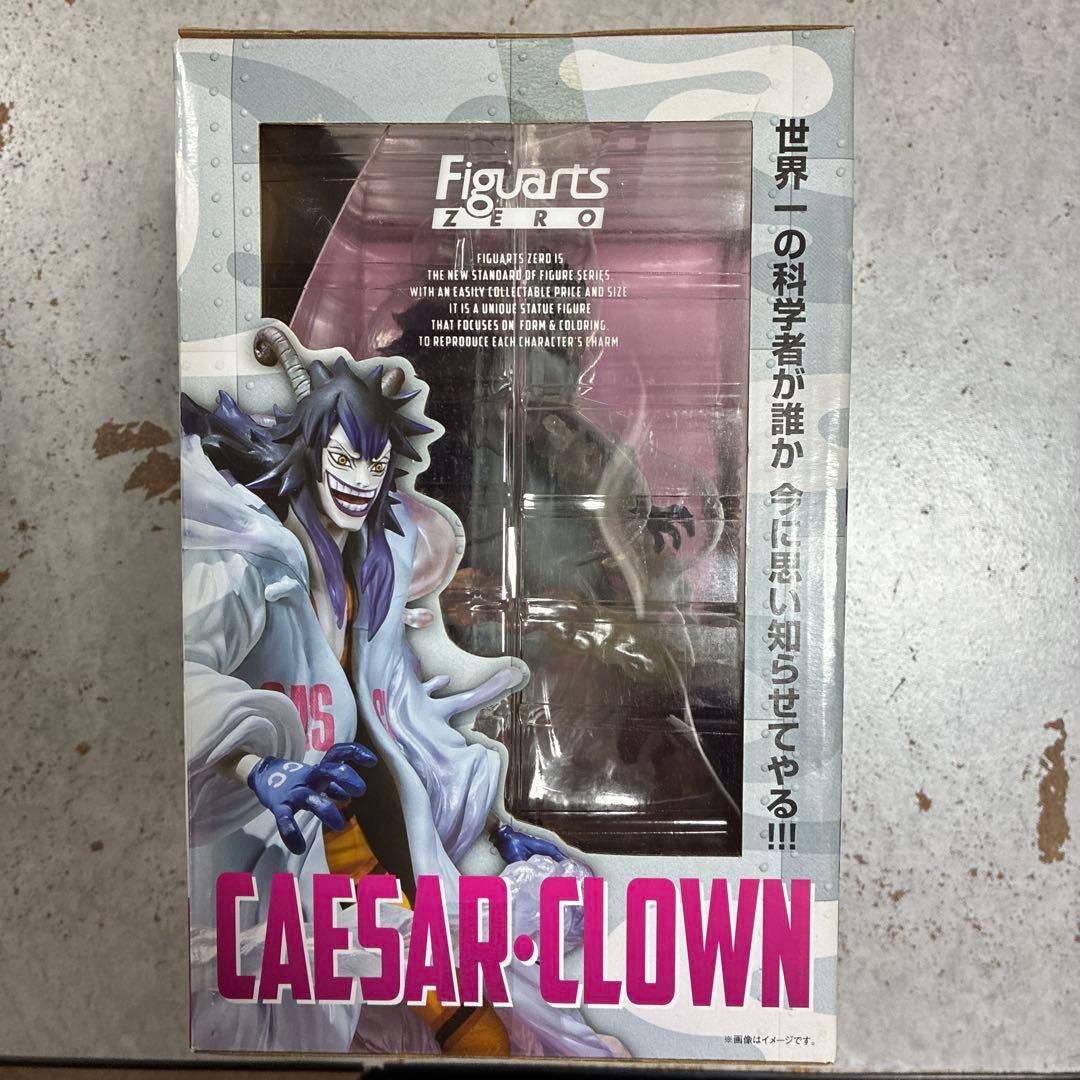 Figuarts
ZERO
FIGUARTS ZERO IS
THE NEW STANDARD OF FIGURE SERIES
WITH AN EASILY COLLECTABLE PRICE AND SIZE
IT IS A UNIQUE STATUE FIGURE
THAT FOCUSES ON FORM & COLORING.
TO REPRODUCE EACH CHARACTER'S CHARM
世界一の科学者が誰か 今に思い知らせてやる!!!
CC
CAESAR・CLOWN
※画像はイメージです。